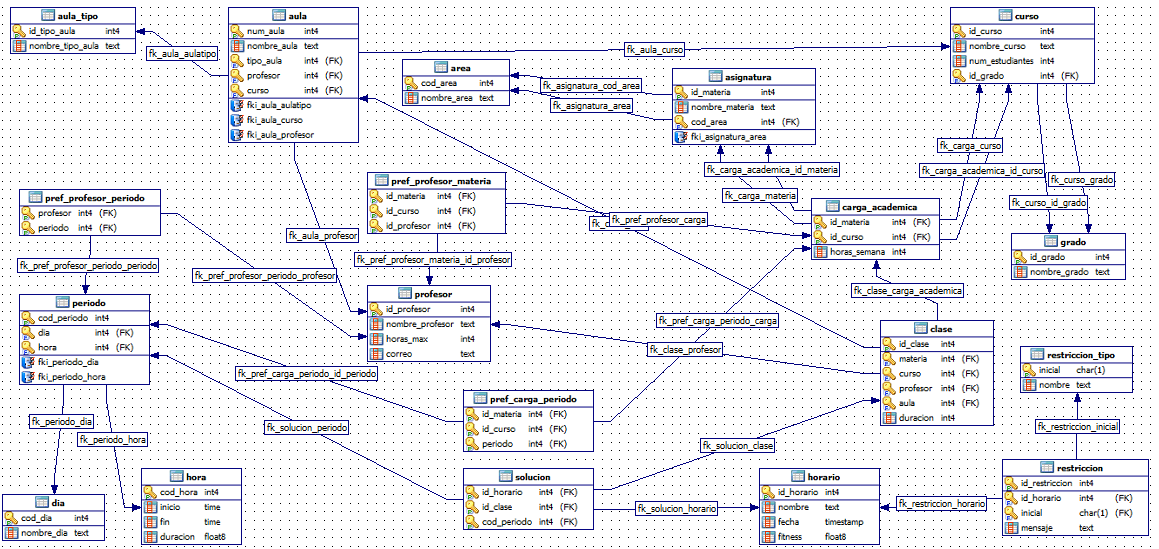 aula_tipo
id_tipo_aula int4
nombre_tipo_aula text
fk_aula_aulatipo
aula
num_aula int4
nombre_aula text
tipo_aula int4 (FK)
profesor int4 (FK)
curso int4 (FK)
fki_aula_aulatipo
fki_aula_curso
fki_aula_profesor
fk_aula_curso
curso
id_curso int4
nombre_curso text
num_estudiantes int4
id_grado int4 (FK)
area
cod_area int4
nombre_area text
fk_asignatura_cod_area
fk_asignatura_area
asignatura
id_materia int4
nombre_materia text
cod_area int4 (FK)
fki_asignatura_area
fk_carga_curso
fk_carga_academica_id_materia
fk_carga_academica_id_curso
fk_curso_grado
fk_carga_materia
fk_curso_id_grado
pref_profesor_periodo
profesor int4 (FK)
periodo int4 (FK)
pref_profesor_materia
id_materia int4 (FK)
id_curso int4 (FK)
id_profesor int4 (FK)
carga_academica
id_materia int4 (FK)
id_curso int4 (FK)
horas_semana int4
fk_pref_profesor_carga
fk_aula_profesor
grado
id_grado int4
nombre_grado text
fk_pref_profesor_periodo_periodo
fk_pref_profesor_periodo_profesor
fk_pref_profesor_materia_id_profesor
fk_clase_carga_academica
periodo
cod_periodo int4
dia int4 (FK)
hora int4 (FK)
fki_periodo_dia
fki_periodo_hora
profesor
id_profesor int4
nombre_profesor text
horas_max int4
correo text
fk_pref_carga_periodo_carga
fk_clase_profesor
clase
id_clase int4
materia int4 (FK)
curso int4 (FK)
profesor int4 (FK)
aula int4 (FK)
duracion int4
restriccion_tipo
inicial char(1)
nombre text
fk_pref_carga_periodo_id_periodo
pref_carga_periodo
id_materia int4 (FK)
id_curso int4 (FK)
periodo int4 (FK)
fk_periodo_dia
fk_periodo_hora
fk_solucion_periodo
fk_solucion_clase
fk_restriccion_inicial
hora
cod_hora int4
inicio time
fin time
duracion float8
dia
cod_dia int4
nombre_dia text
solucion
id_horario int4 (FK)
id_clase int4 (FK)
cod_periodo int4 (FK)
fk_solucion_horario
horario
id_horario int4
nombre text
fecha timestamp
fitness float8
fk_restriccion_horario
restriccion
id_restriccion int4
id_horario int4 (FK)
inicial char(1) (FK)
mensaje text